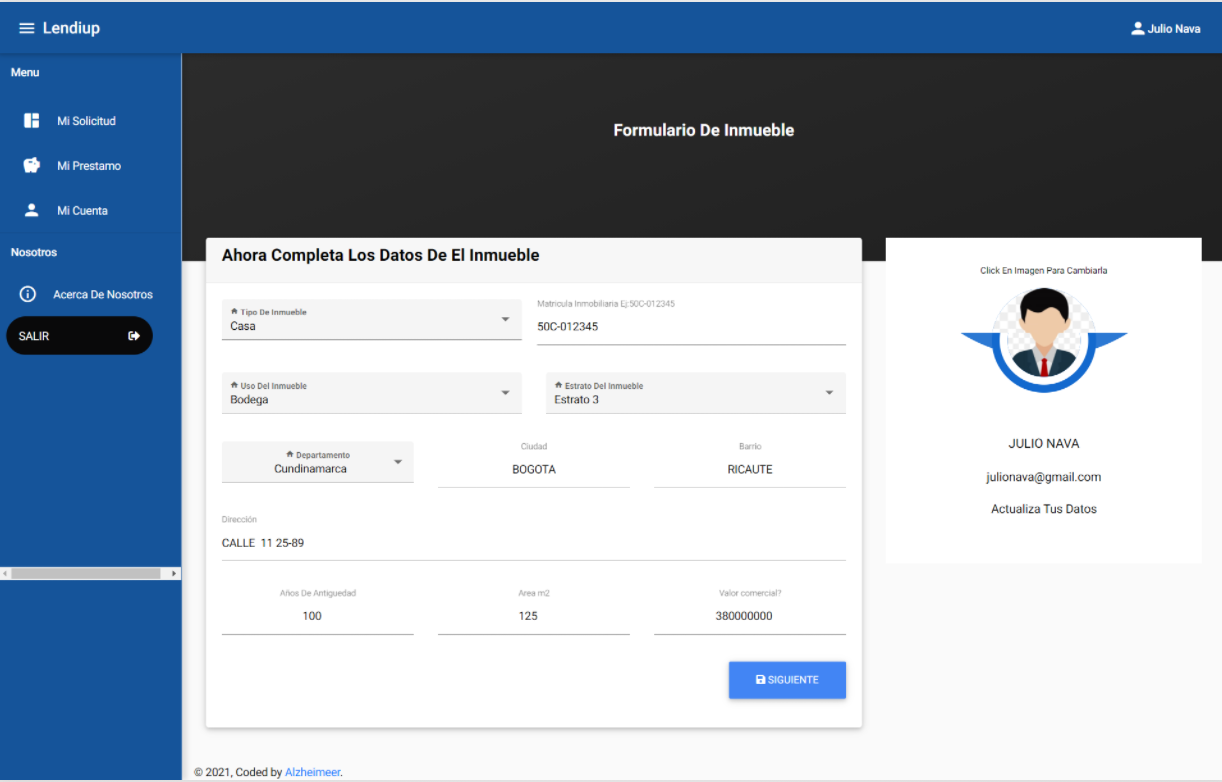 Lendiup
Julio Nava
Menu
Mi Solicitud
Mi Prestamo
Mi Cuenta
Nosotros
Acerca De Nosotros
SALIR
Formulario De Inmueble
Ahora Completa Los Datos De El Inmueble
Tipo De Inmueble
Casa
Matricula Inmobiliaria Ej:50C-012345
50C-012345
Uso Del Inmueble
Bodega
Estrato Del Inmueble
Estrato 3
Departamento
Cundinamarca
Ciudad
BOGOTA
Barrio
RICAUTE
Dirección
CALLE 11 25-89
Años De Antiguedad
100
Area m2
125
Valor comercial?
380000000
SIGUIENTE
Click En Imagen Para Cambiarla
JULIO NAVA
julionava@gmail.com
Actualiza Tus Datos
© 2021, Coded by Alzheimeer.